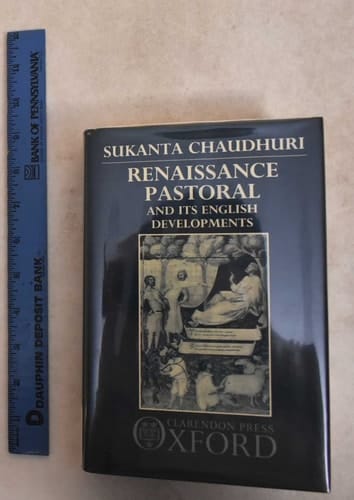 BANK OF PENNSYLVANIA
DAUPHIN DEPOSIT BANK
SUKANTA CHAUDHURI
RENAISSANCE
PASTORAL
AND ITS ENGLISH
DEVELOPMENTS
CLARENDON PRESS
OXFORD